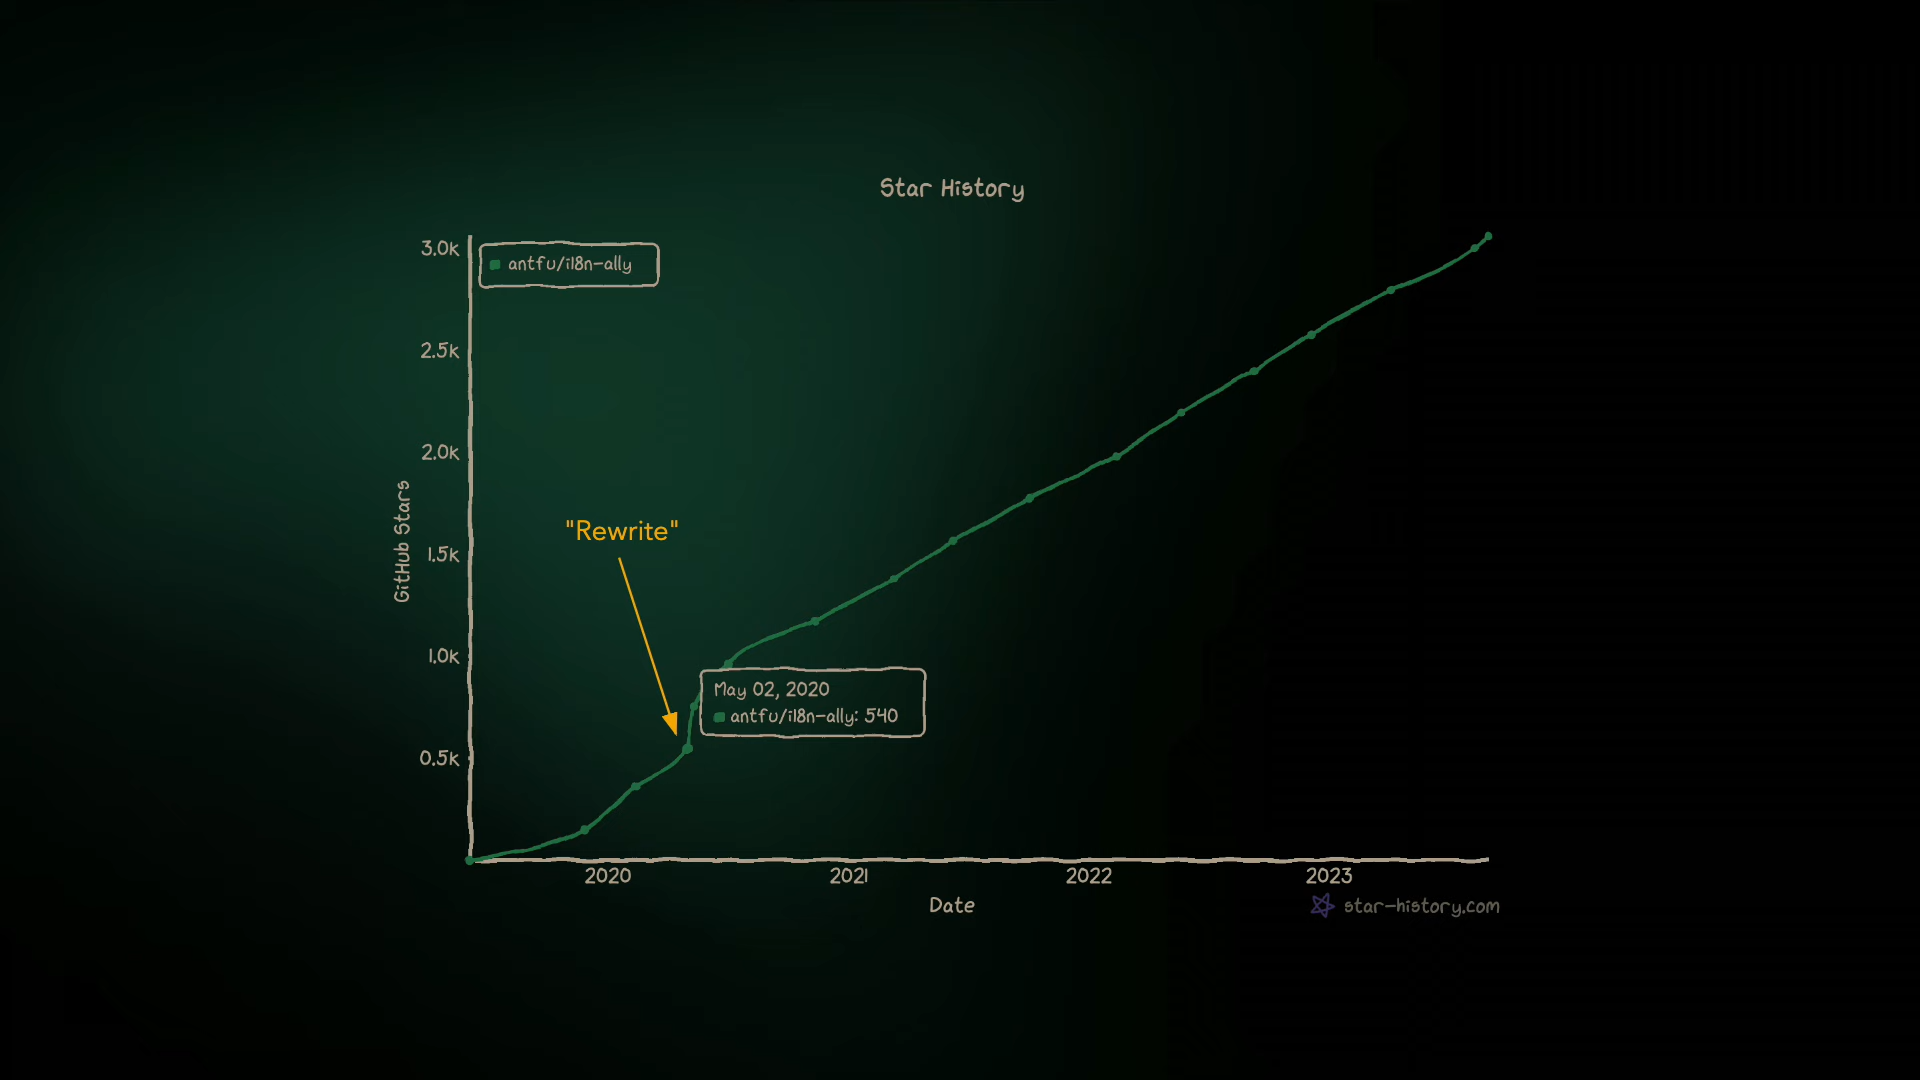 Star History
3.0k
antfu/i18n-ally
2.5k
2.0k
GitHub Stars
"Rewrite"
1.5k
1.0k
May 02, 2020
antfu/i18n-ally: 540
0.5k
2020
2021
2022
2023
Date
star-history.com